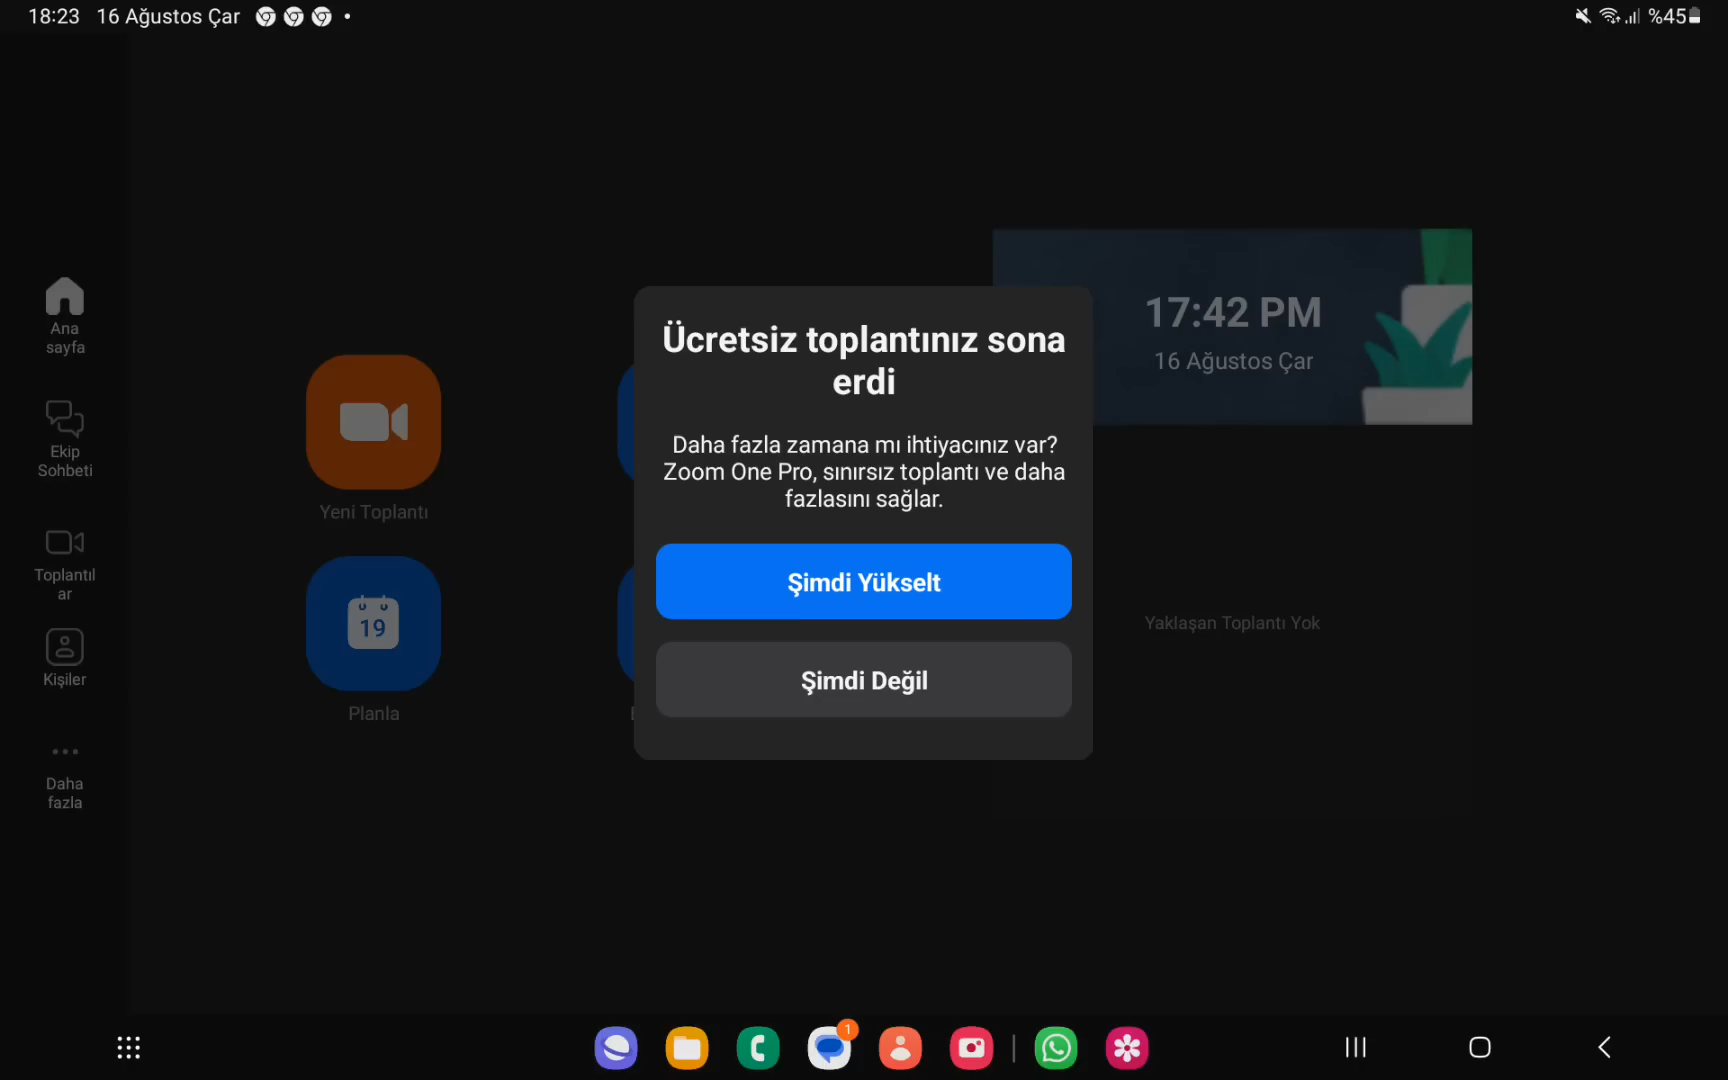 18:23 16 Ağustos Çar
%45
Ana
sayfa
Ekip
Sohbeti
Toplantıl
ar
Kişiler
Daha
fazla
Yeni Toplantı
19
Planla
17:42 PM
16 Ağustos Çar
Yaklaşan Toplantı Yok
Ücretsiz toplantınız sona
erdi
Daha fazla zamana mı ihtiyacınız var?
Zoom One Pro, sınırsız toplantı ve daha
fazlasını sağlar.
Şimdi Yükselt
Şimdi Değil
1